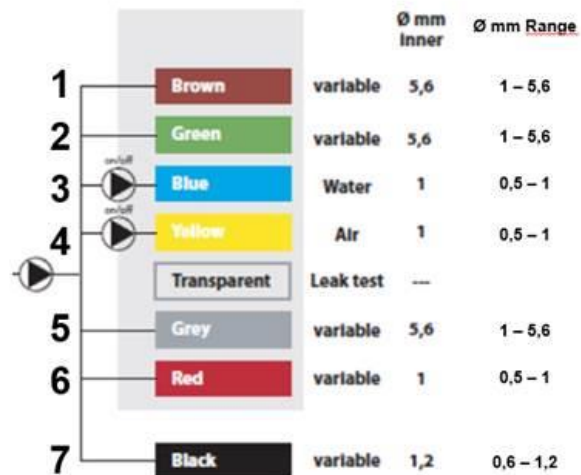 Ø mm Inner Ø mm Range
1 Brown variable 5,6 1 – 5,6
2 Green variable 5,6 1 – 5,6
on/off
3 Blue Water 1 0,5 – 1
on/off
4 Yellow Air 1 0,5 – 1
Transparent Leak test ---
5 Grey variable 5,6 1 – 5,6
6 Red variable 1 0,5 – 1
7 Black variable 1,2 0,6 – 1,2